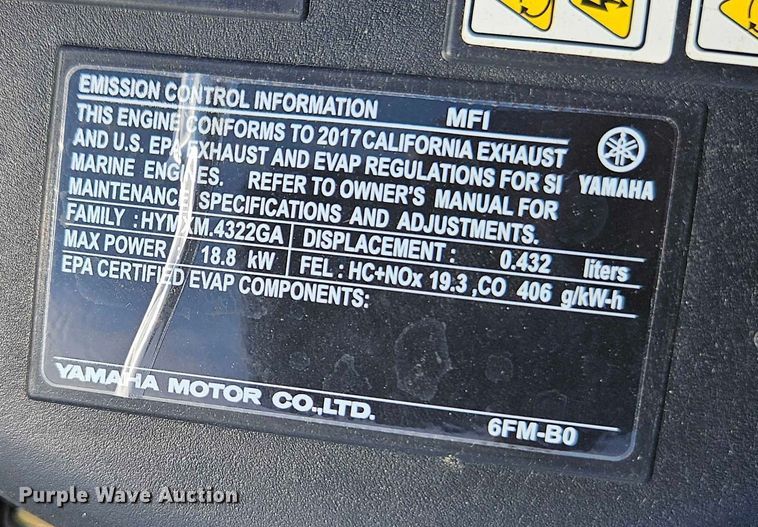 EMISSION CONTROL INFORMATION MFI
THIS ENGINE CONFORMS TO 2017 CALIFORNIA EXHAUST
AND U.S. EPA EXHAUST AND EVAP REGULATIONS FOR SI
MARINE ENGINES. REFER TO OWNER'S MANUAL FOR
MAINTENANCE SPECIFICATIONS AND ADJUSTMENTS.
YAMAHA
FAMILY : HYMXM.4322GA DISPLACEMENT : 0.432 liters
MAX POWER 18.8 kW FEL : HC+NOx 19.3 ,CO 406 g/kW-h
EPA CERTIFIED EVAP COMPONENTS:
YAMAHA MOTOR CO.,LTD.
6FM-B0
Purple Wave Auction